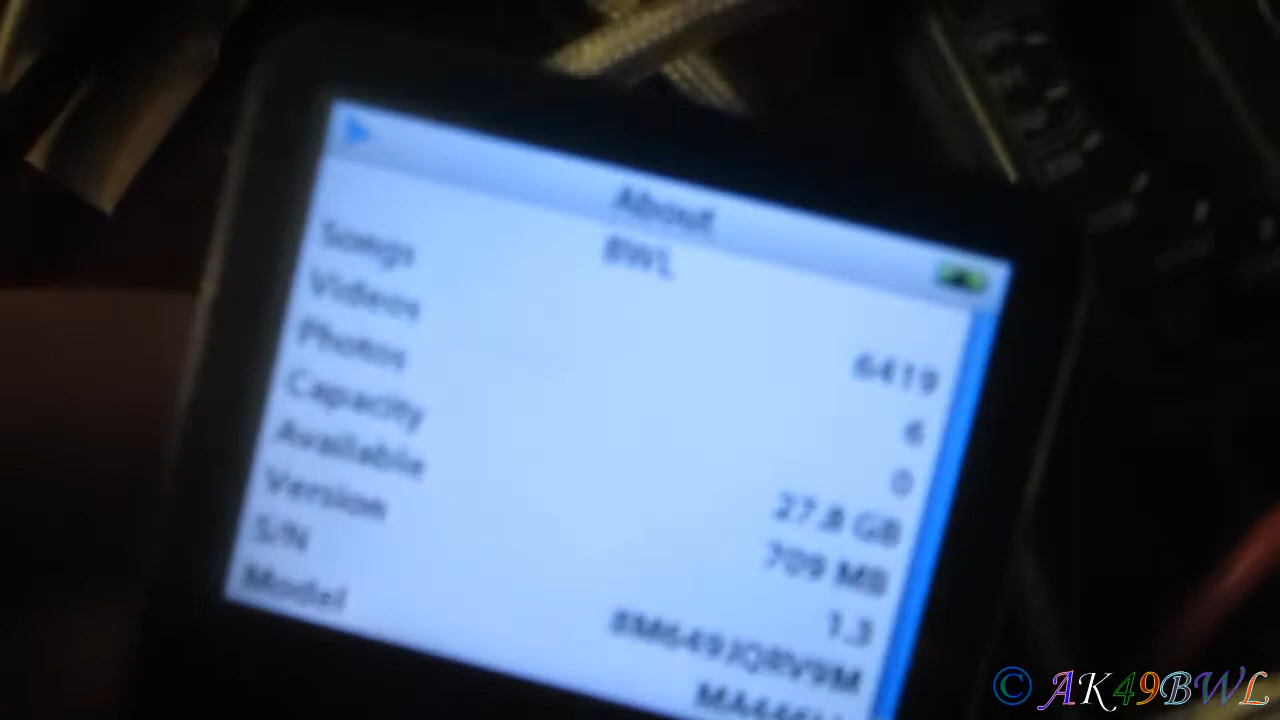 About
BWL
Songs 6419
Videos 6
Photos 0
Capacity 27.8 GB
Available 709 MB
Version 1.3
S/N 8M649JQRV9M
Model
© AK49BWL